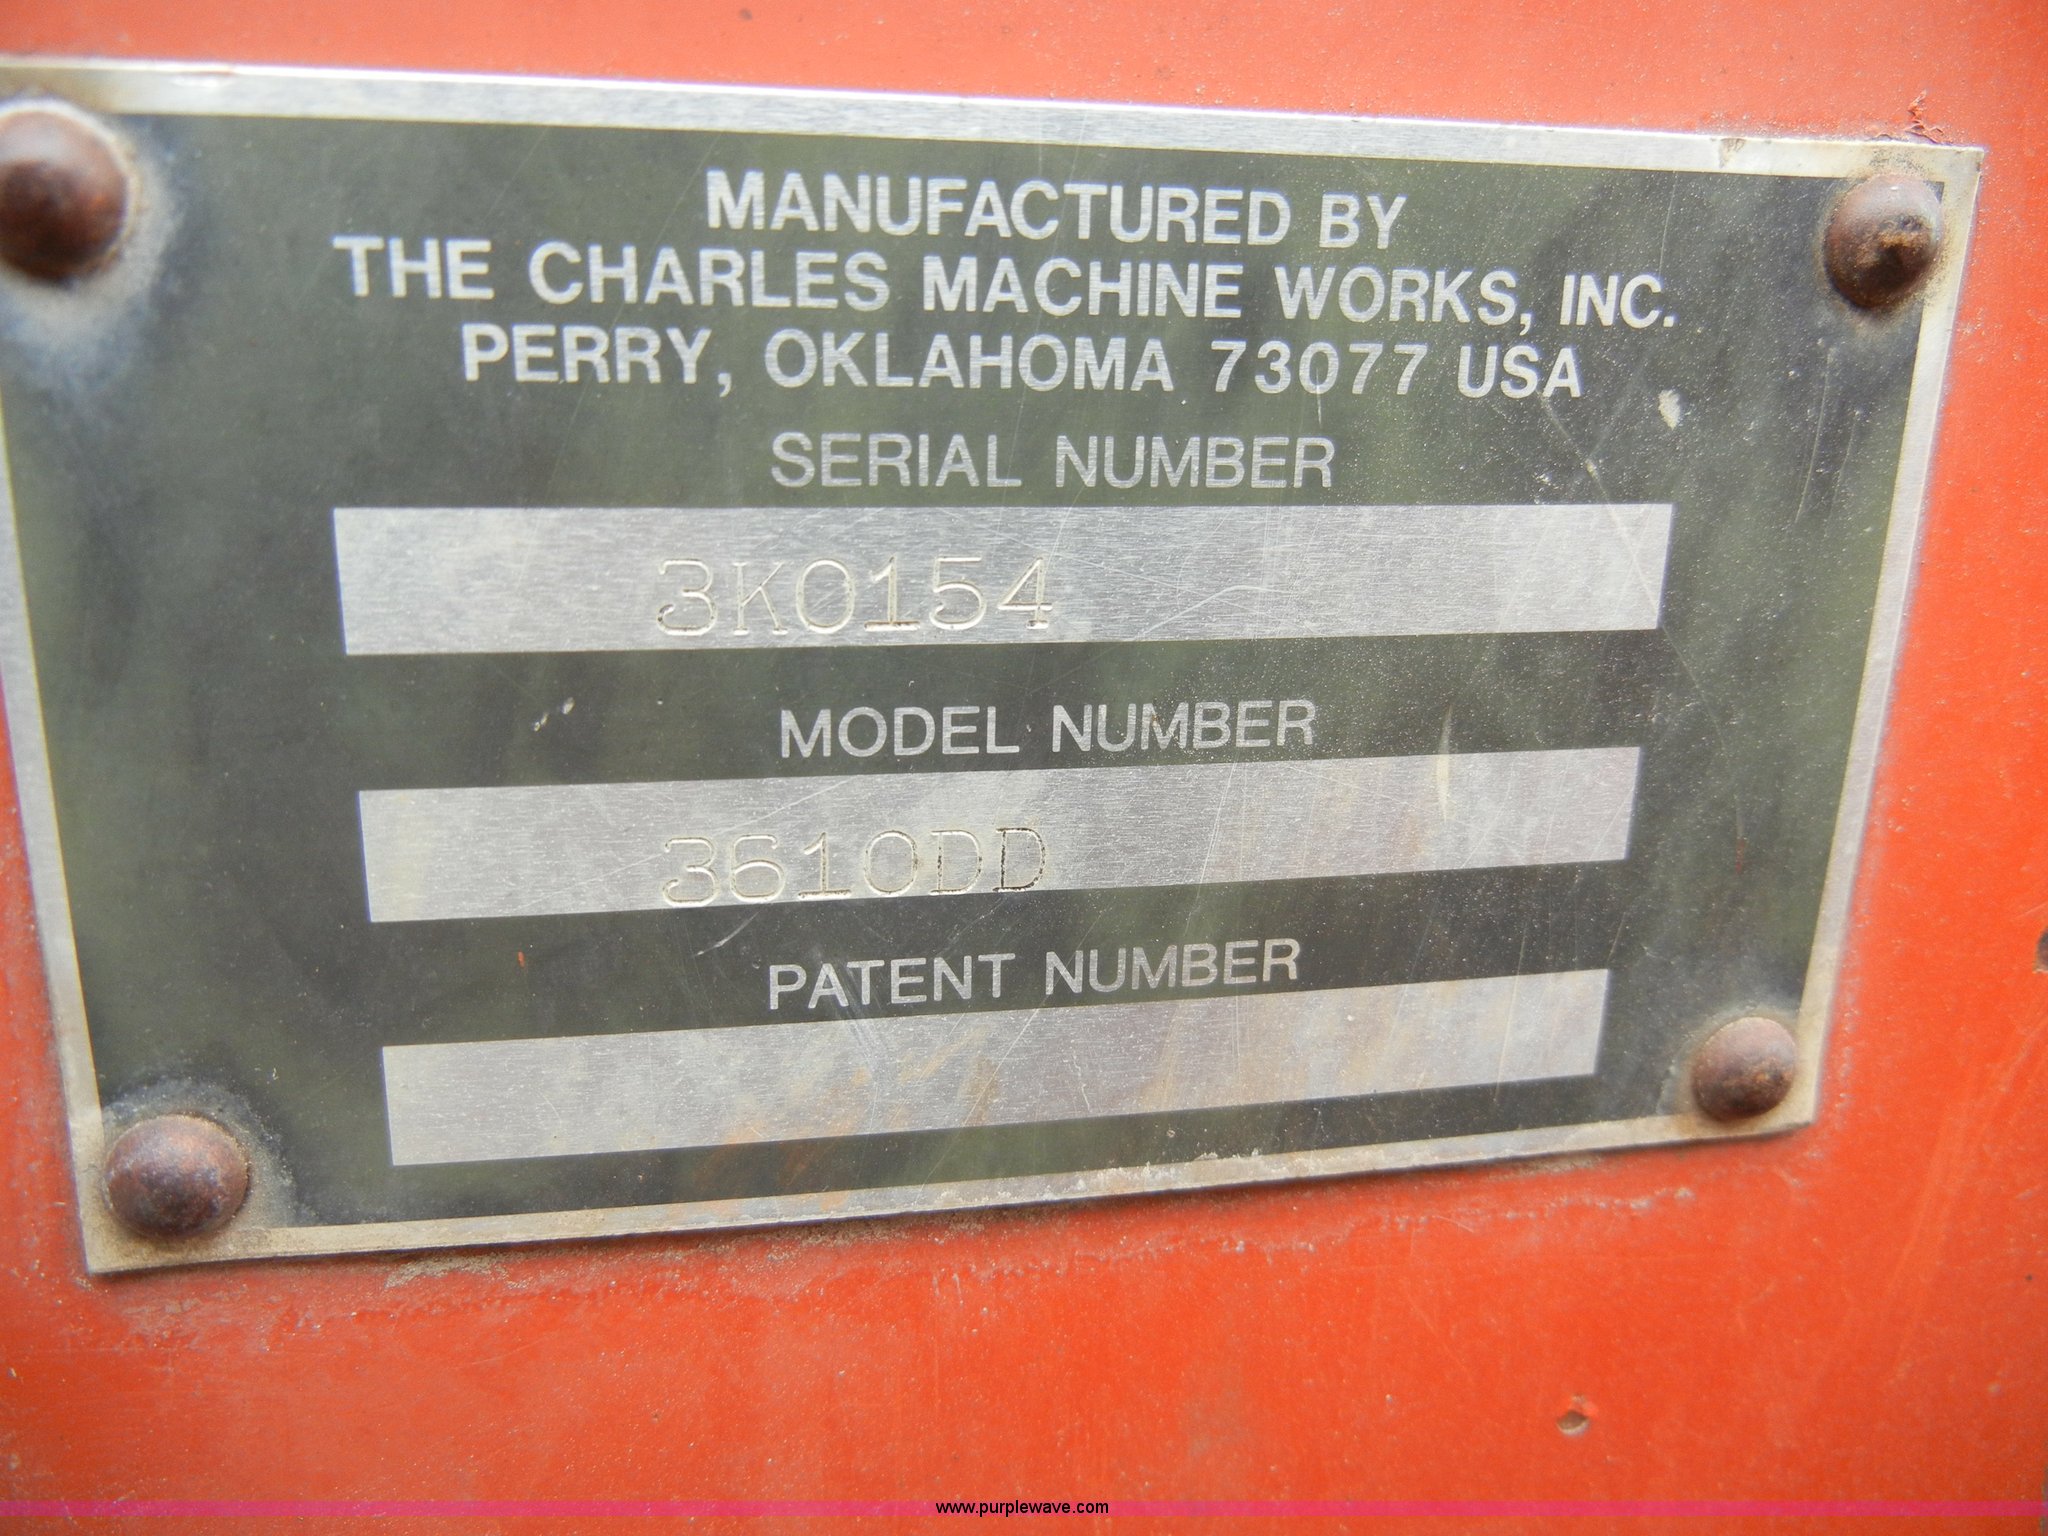 MANUFACTURED BY
THE CHARLES MACHINE WORKS, INC.
PERRY, OKLAHOMA 73077 USA
SERIAL NUMBER
3K0154
MODEL NUMBER
3610DD
PATENT NUMBER
www.purplewave.com